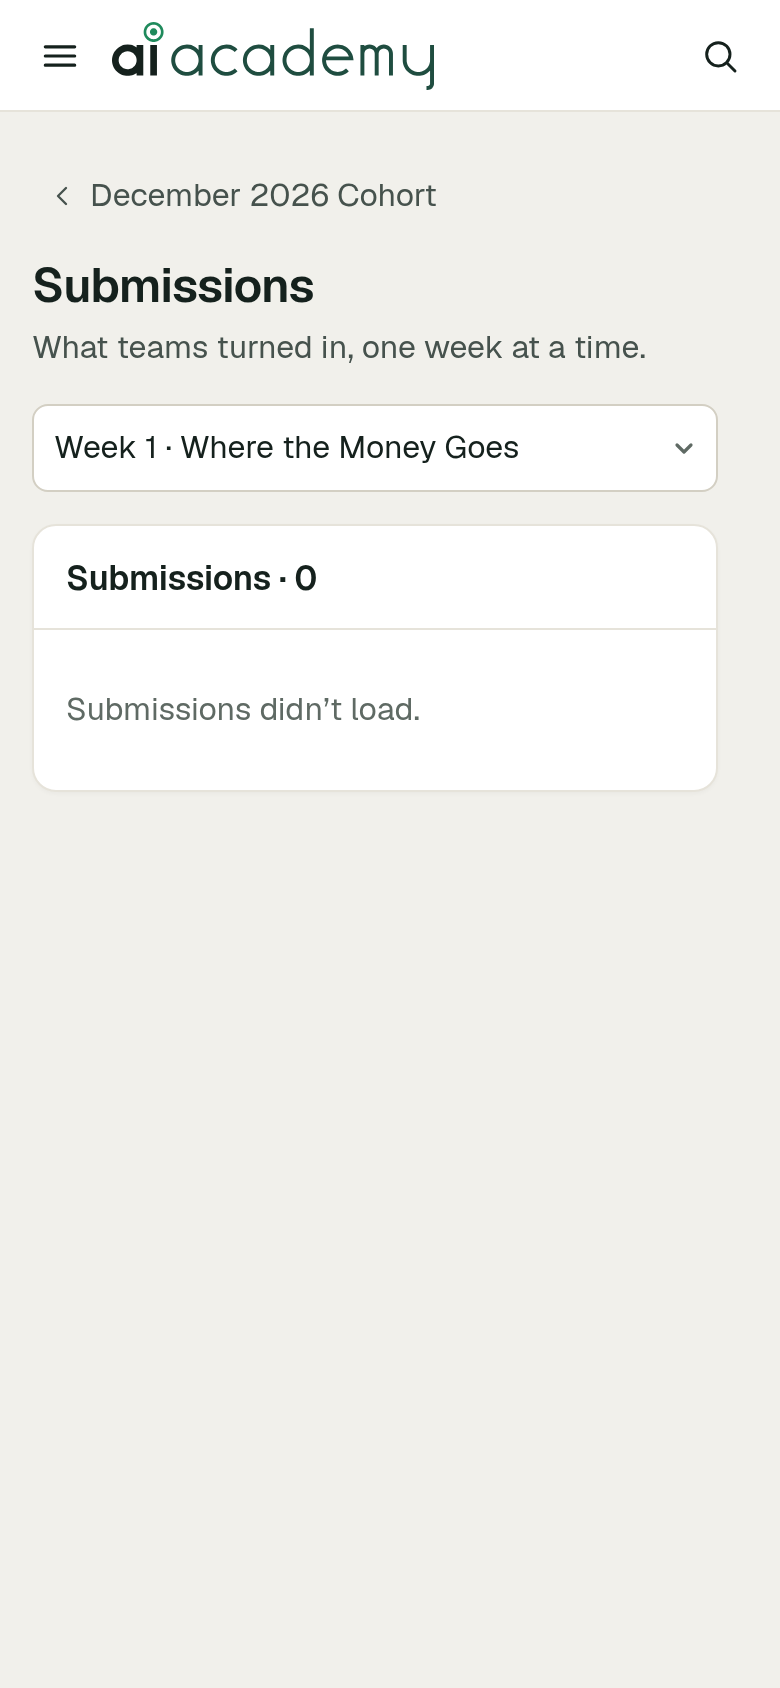 ai academy
December 2026 Cohort
Submissions
What teams turned in, one week at a time.
Week 1 · Where the Money Goes
Submissions · 0
Submissions didn’t load.